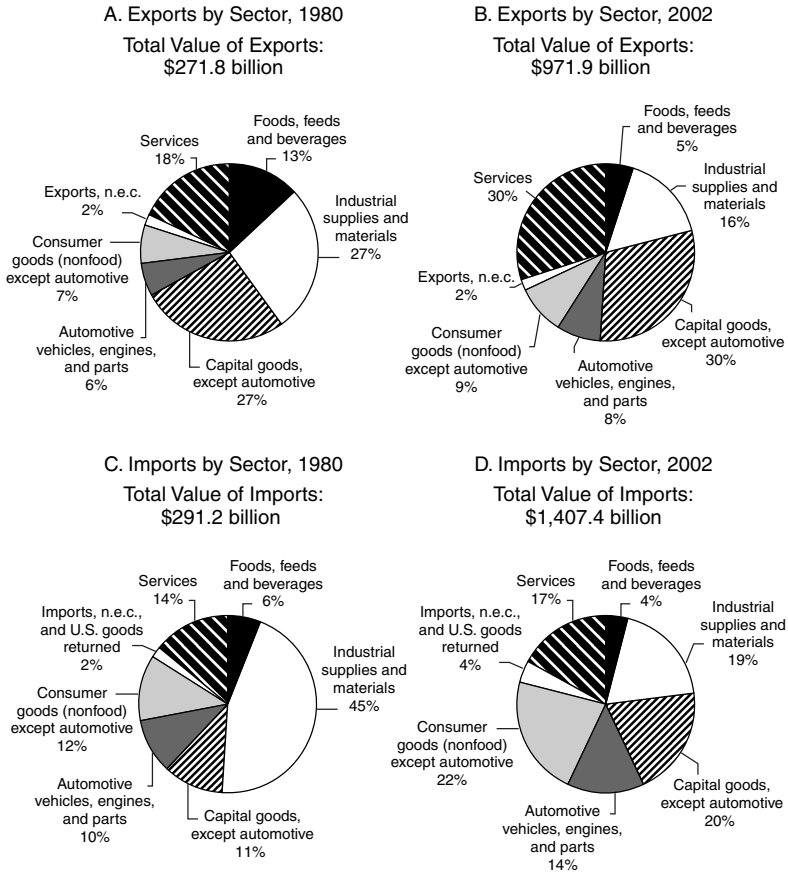 A. Exports by Sector, 1980
Total Value of Exports:
$271.8 billion
Services
18%
Foods, feeds
and beverages
13%
Exports, n.e.c.
2%
Industrial
supplies and
materials
27%
Consumer
goods (nonfood)
except automotive
7%
Automotive
vehicles, engines,
and parts
6%
Capital goods,
except automotive
27%
B. Exports by Sector, 2002
Total Value of Exports:
$971.9 billion
Foods, feeds
and beverages
5%
Services
30%
Industrial
supplies and
materials
16%
Exports, n.e.c.
2%
Consumer
goods (nonfood)
except automotive
9%
Capital goods,
except automotive
30%
Automotive
vehicles, engines,
and parts
8%
C. Imports by Sector, 1980
Total Value of Imports:
$291.2 billion
Services
14%
Foods, feeds
and beverages
6%
Imports, n.e.c.,
and U.S. goods
returned
2%
Industrial
supplies and
materials
45%
Consumer
goods (nonfood)
except automotive
12%
Automotive
vehicles, engines,
and parts
10%
Capital goods,
except automotive
11%
D. Imports by Sector, 2002
Total Value of Imports:
$1,407.4 billion
Services
17%
Foods, feeds
and beverages
4%
Imports, n.e.c.,
and U.S. goods
returned
4%
Industrial
supplies and
materials
19%
Consumer
goods (nonfood)
except automotive
22%
Capital goods,
except automotive
20%
Automotive
vehicles, engines,
and parts
14%